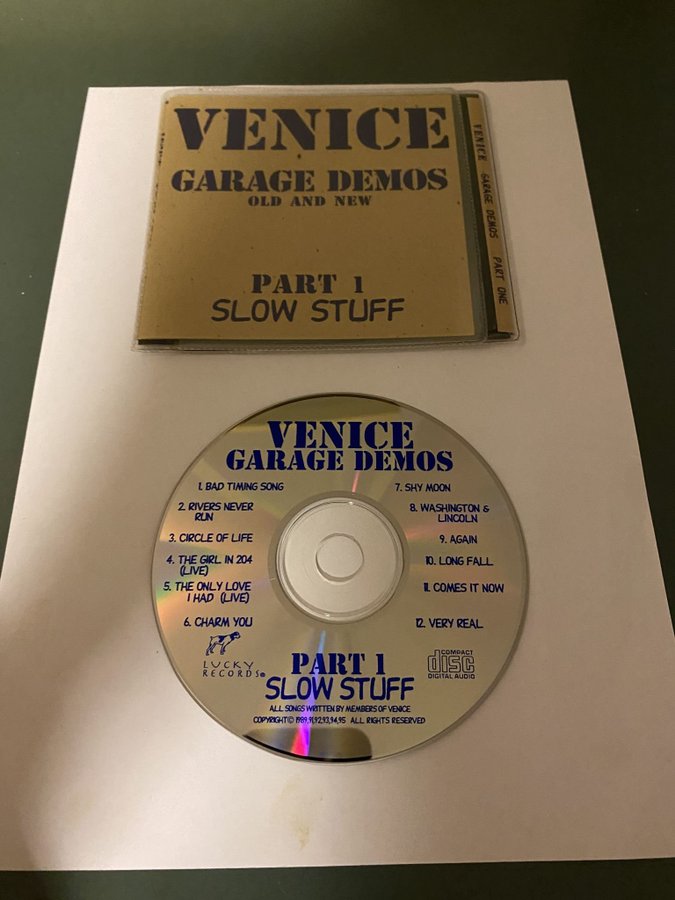 VENICE
GARAGE DEMOS
OLD AND NEW
PART 1
SLOW STUFF
VENICE GARAGE DEMOS PART ONE
VENICE
GARAGE DEMOS
1. BAD TIMING SONG
2. RIVERS NEVER
RUN
3. CIRCLE OF LIFE
4. THE GIRL IN 204
(LIVE)
5. THE ONLY LOVE
I HAD (LIVE)
6. CHARM YOU
7. SHY MOON
8. WASHINGTON &
LINCOLN
9. AGAIN
10. LONG FALL
11. COMES IT NOW
12. VERY REAL
LUCKY
RECORDS®
COMPACT
disc
DIGITAL AUDIO
PART 1
SLOW STUFF
ALL SONGS WRITTEN BY MEMBERS OF VENICE
COPYRIGHT© 1989,91,92,93,94,95 ALL RIGHTS RESERVED